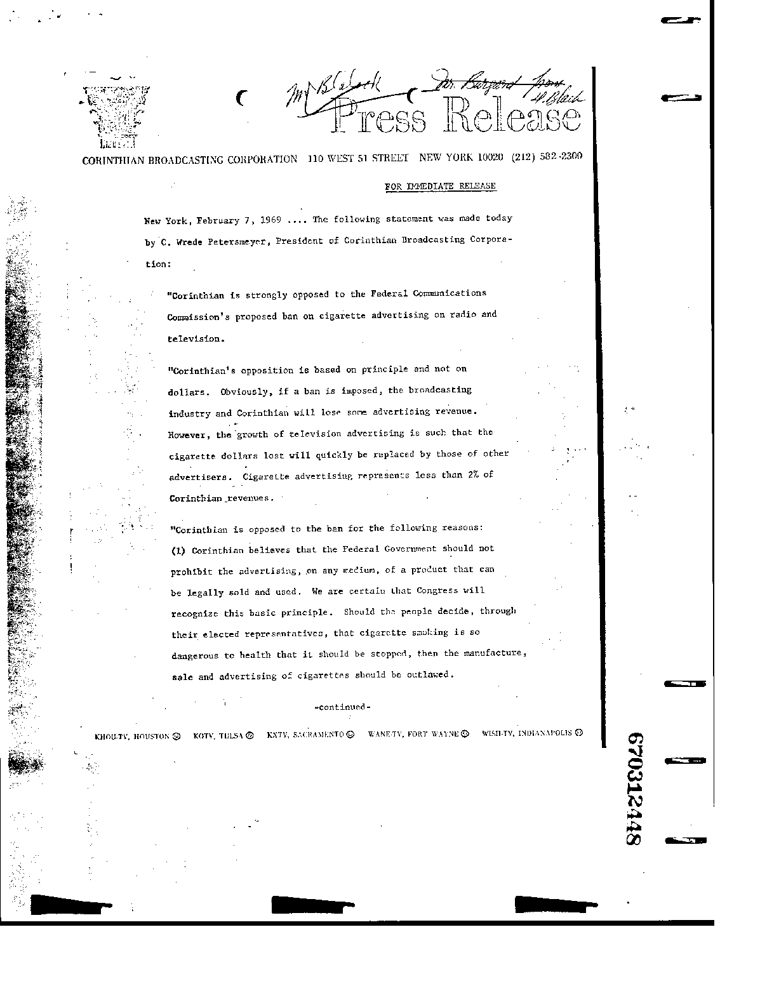 Mr Blalock
Mr. Burgard from
Press Release
CORINTHIAN BROADCASTING CORPORATION 110 WEST 51 STREET NEW YORK 10020 (212) 582-2300
FOR IMMEDIATE RELEASE
New York, February 7, 1969 .... The following statement was made today
by C. Wrede Petersmeyer, President of Corinthian Broadcasting Corpora-
tion:
"Corinthian is strongly opposed to the Federal Communications
Commission's proposed ban on cigarette advertising on radio and
television.
"Corinthian's opposition is based on principle and not on
dollars. Obviously, if a ban is imposed, the broadcasting
industry and Corinthian will lose some advertising revenue.
However, the growth of television advertising is such that the
cigarette dollars lost will quickly be replaced by those of other
advertisers. Cigarette advertising represents less than 2% of
Corinthian revenues.
"Corinthian is opposed to the ban for the following reasons:
(1) Corinthian believes that the Federal Government should not
prohibit the advertising, on any medium, of a product that can
be legally sold and used. We are certain that Congress will
recognize this basic principle. Should the people decide, through
their elected representatives, that cigarette smoking is so
dangerous to health that it should be stopped, then the manufacture,
sale and advertising of cigarettes should be outlawed.
-continued-
KHOU-TV, HOUSTON KOTV, TULSA KXTV, SACRAMENTO WANE-TV, FORT WAYNE WISH-TV, INDIANAPOLIS
670312448